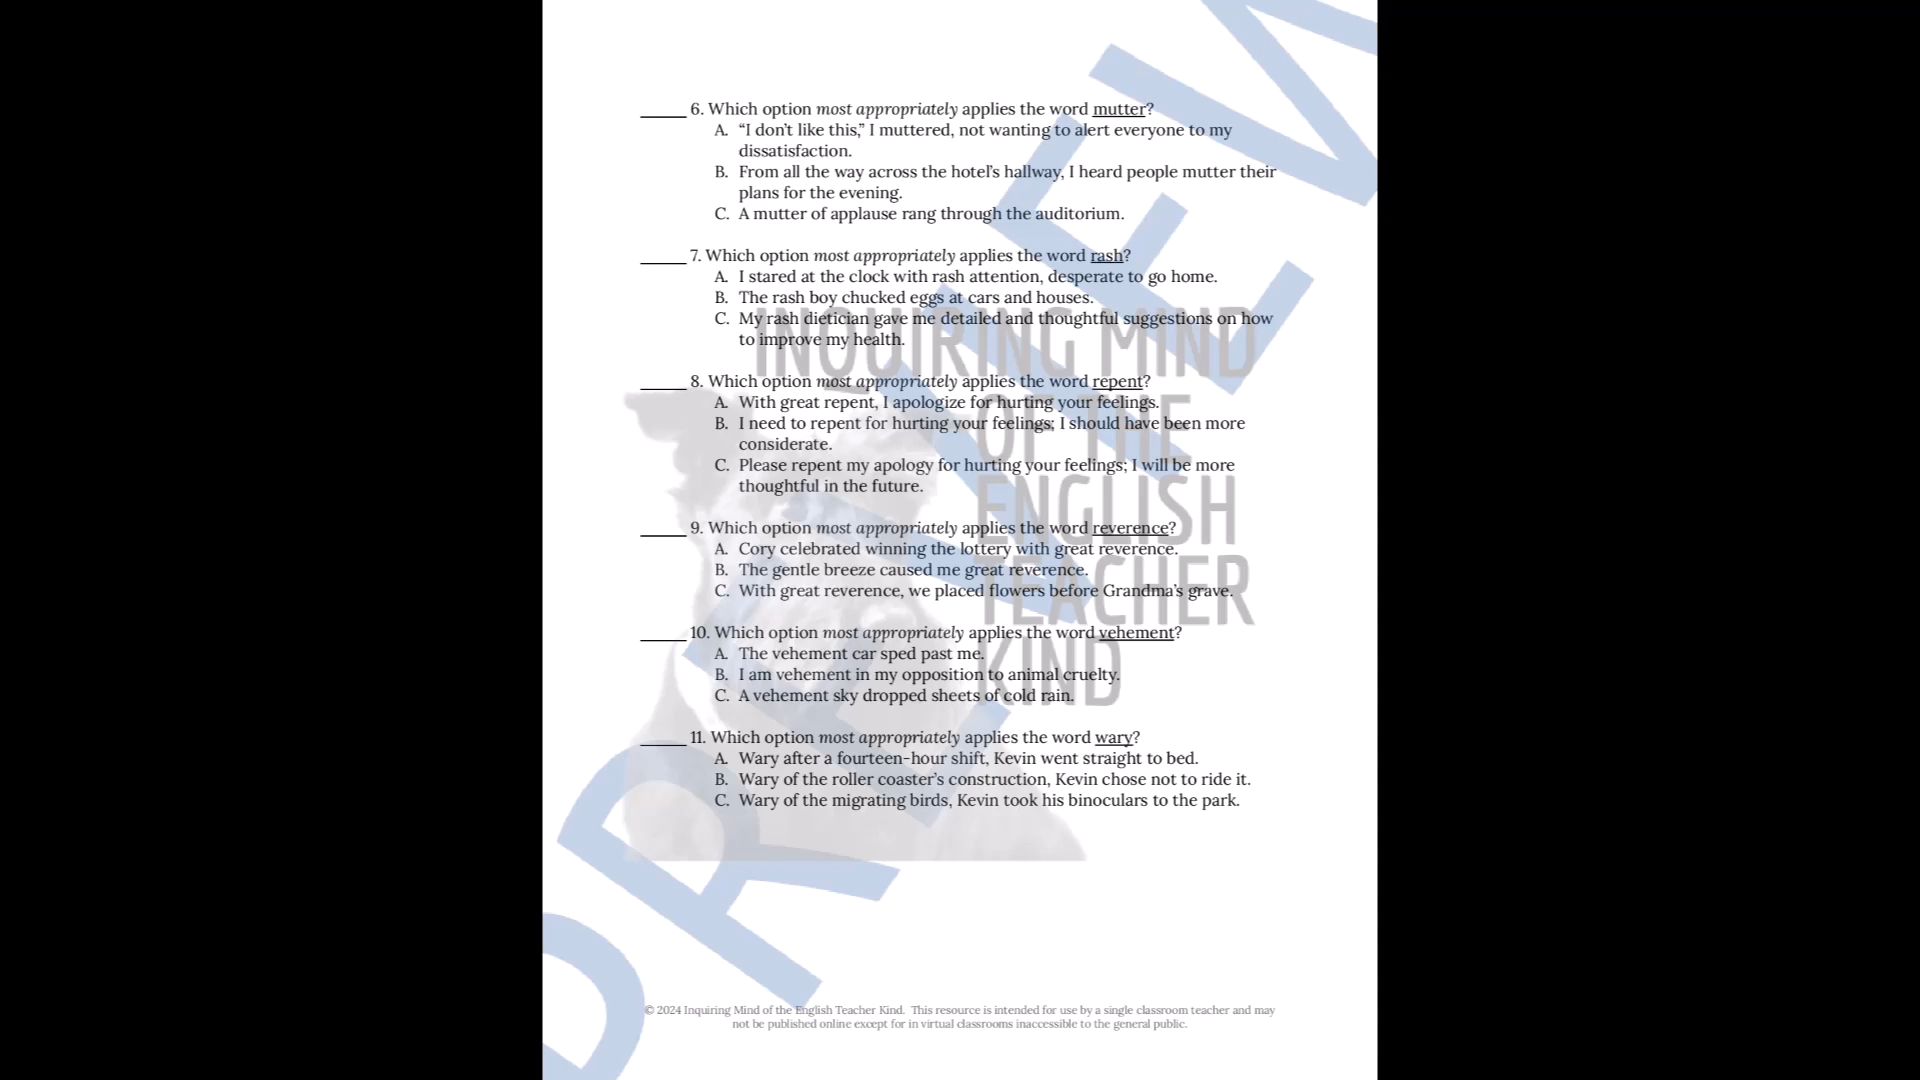 _____ 6. Which option most appropriately applies the word mutter?
A. “I don’t like this,” I muttered, not wanting to alert everyone to my
dissatisfaction.
B. From all the way across the hotel’s hallway, I heard people mutter their
plans for the evening.
C. A mutter of applause rang through the auditorium.
_____ 7. Which option most appropriately applies the word rash?
A. I stared at the clock with rash attention, desperate to go home.
B. The rash boy chucked eggs at cars and houses.
C. My rash dietician gave me detailed and thoughtful suggestions on how
to improve my health.
_____ 8. Which option most appropriately applies the word repent?
A. With great repent, I apologize for hurting your feelings.
B. I need to repent for hurting your feelings; I should have been more
considerate.
C. Please repent my apology for hurting your feelings; I will be more
thoughtful in the future.
_____ 9. Which option most appropriately applies the word reverence?
A. Cory celebrated winning the lottery with great reverence.
B. The gentle breeze caused me great reverence.
C. With great reverence, we placed flowers before Grandma’s grave.
_____ 10. Which option most appropriately applies the word vehement?
A. The vehement car sped past me.
B. I am vehement in my opposition to animal cruelty.
C. A vehement sky dropped sheets of cold rain.
_____ 11. Which option most appropriately applies the word wary?
A. Wary after a fourteen-hour shift, Kevin went straight to bed.
B. Wary of the roller coaster’s construction, Kevin chose not to ride it.
C. Wary of the migrating birds, Kevin took his binoculars to the park.
INQUIRING MIND
OF THE
ENGLISH
TEACHER
KIND
PREVIEW
© 2024 Inquiring Mind of the English Teacher Kind. This resource is intended for use by a single classroom teacher and may
not be published online except for in virtual classrooms inaccessible to the general public.